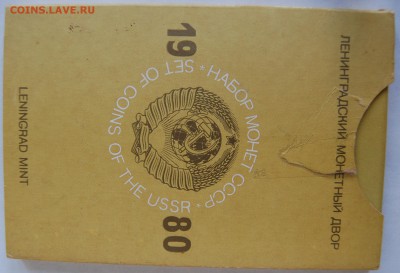 COINS.LAVE.RU
ЛЕНИНГРАДСКИЙ МОНЕТНЫЙ ДВОР
19 80
• НАБОР МОНЕТ СССР •
SET OF COINS OF THE USSR
LENINGRAD MINT